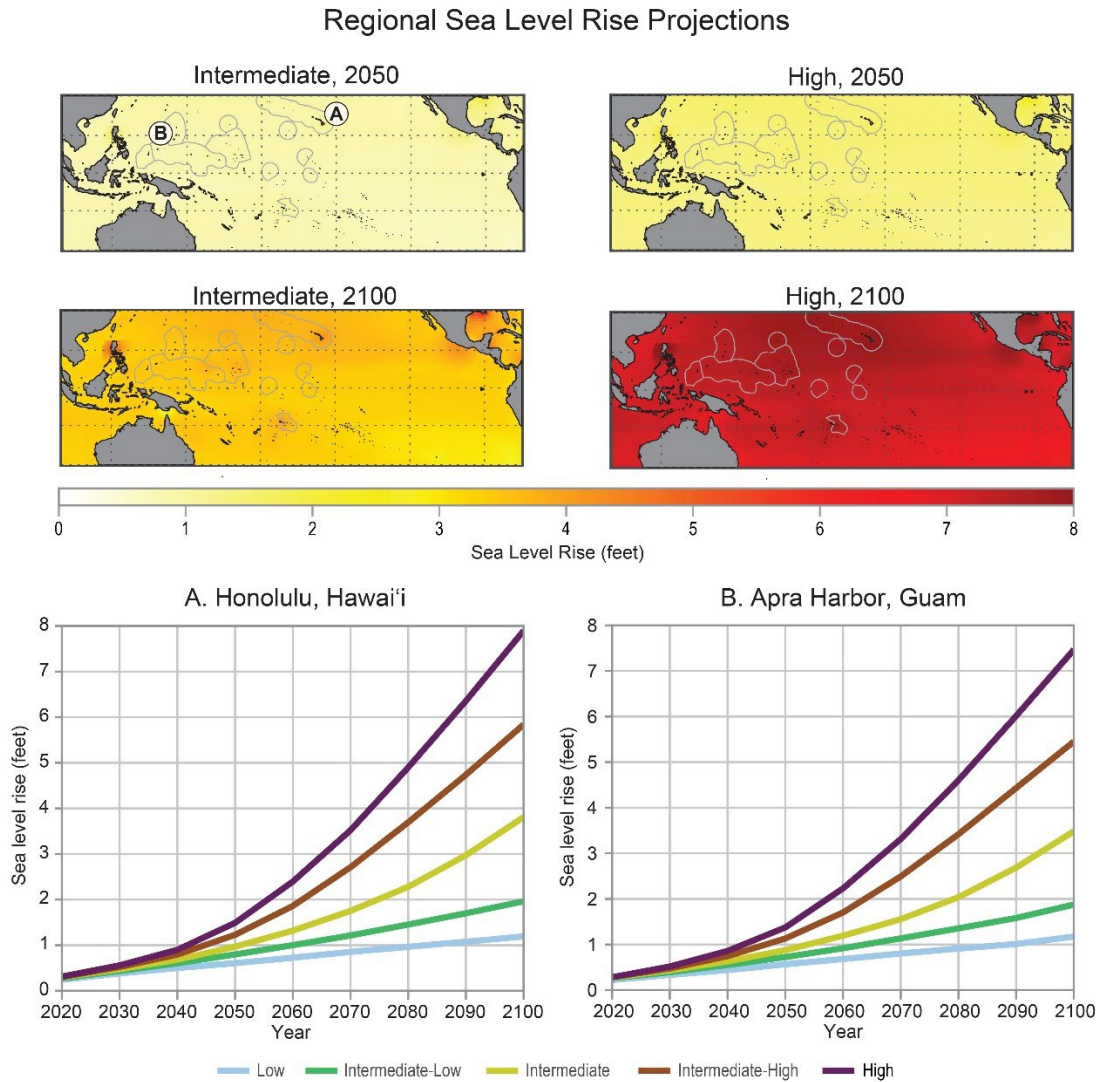 Regional Sea Level Rise Projections
Intermediate, 2050
High, 2050
A
B
Intermediate, 2100
High, 2100
0 1 2 3 4 5 6 7 8
Sea Level Rise (feet)
A. Honolulu, Hawaiʻi
B. Apra Harbor, Guam
8
7
6
5
4
3
2
1
0
Sea level rise (feet)
2020 2030 2040 2050 2060 2070 2080 2090 2100
Year
8
7
6
5
4
3
2
1
0
Sea level rise (feet)
2020 2030 2040 2050 2060 2070 2080 2090 2100
Year
Low Intermediate-Low Intermediate Intermediate-High High